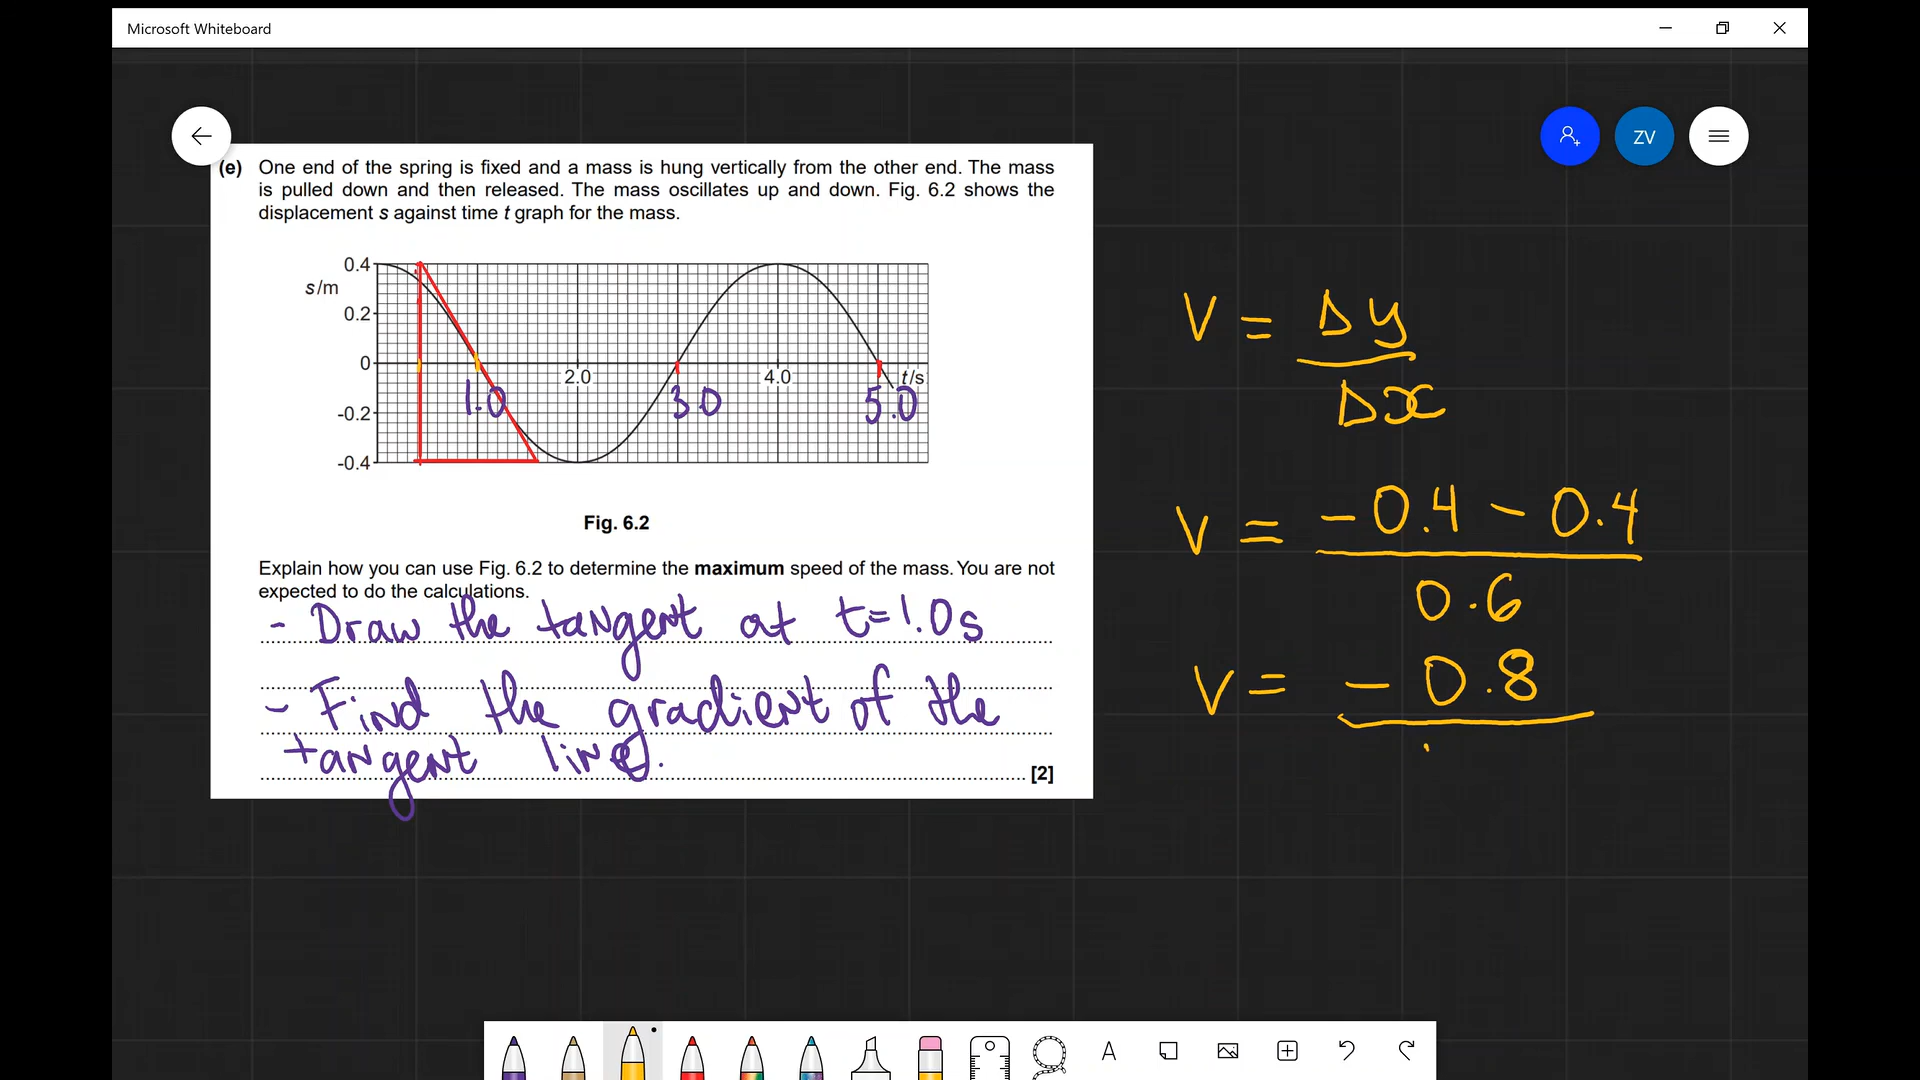 Microsoft Whiteboard
ZV
(e) One end of the spring is fixed and a mass is hung vertically from the other end. The mass
is pulled down and then released. The mass oscillates up and down. Fig. 6.2 shows the
displacement s against time t graph for the mass.
0.4
s/m
0.2
0
2.0
4.0
t/s
1.0
3.0
5.0
-0.2
-0.4
Fig. 6.2
Explain how you can use Fig. 6.2 to determine the maximum speed of the mass. You are not
expected to do the calculations.
- Draw the tangent at t=1.0s
- Find the gradient of the
tangent line.
[2]
V = Δy
Δx
V = -0.4 - 0.4
0.6
V = -0.8
A